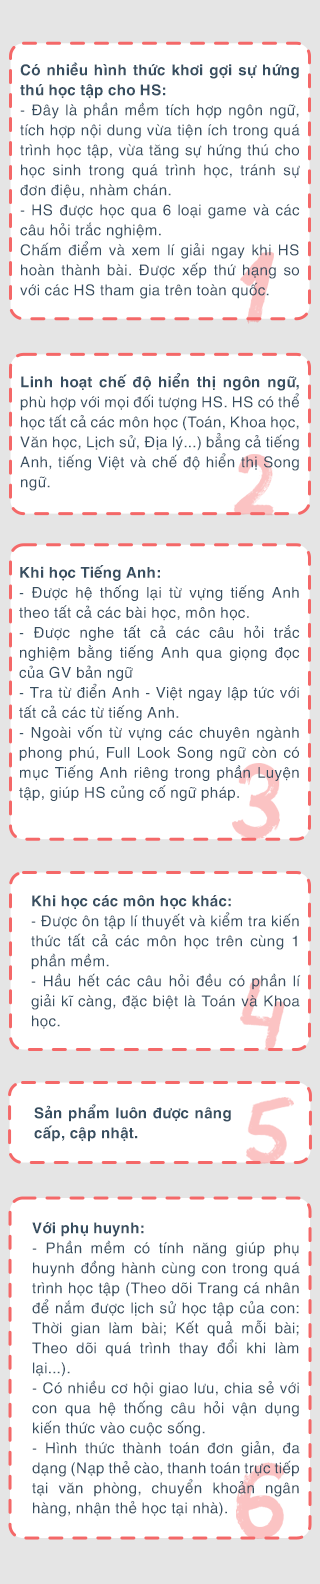 Có nhiều hình thức khơi gợi sự hứng
thú học tập cho HS:
- Đây là phần mềm tích hợp ngôn ngữ,
tích hợp nội dung vừa tiện ích trong quá
trình học tập, vừa tăng sự hứng thú cho
học sinh trong quá trình học, tránh sự
đơn điệu, nhàm chán.
- HS được học qua 6 loại game và các
câu hỏi trắc nghiệm.
Chấm điểm và xem lí giải ngay khi HS
hoàn thành bài. Được xếp thứ hạng so
với các HS tham gia trên toàn quốc.
1
Linh hoạt chế độ hiển thị ngôn ngữ,
phù hợp với mọi đối tượng HS. HS có thể
học tất cả các môn học (Toán, Khoa học,
Văn học, Lịch sử, Địa lý...) bằng cả tiếng
Anh, tiếng Việt và chế độ hiển thị Song
ngữ.
2
Khi học Tiếng Anh:
- Được hệ thống lại từ vựng tiếng Anh
theo tất cả các bài học, môn học.
- Được nghe tất cả các câu hỏi trắc
nghiệm bằng tiếng Anh qua giọng đọc
của GV bản ngữ
- Tra từ điển Anh - Việt ngay lập tức với
tất cả các từ tiếng Anh.
- Ngoài vốn từ vựng các chuyên ngành
phong phú, Full Look Song ngữ còn có
mục Tiếng Anh riêng trong phần Luyện
tập, giúp HS củng cố ngữ pháp.
3
Khi học các môn học khác:
- Được ôn tập lí thuyết và kiểm tra kiến
thức tất cả các môn học trên cùng 1
phần mềm.
- Hầu hết các câu hỏi đều có phần lí
giải kĩ càng, đặc biệt là Toán và Khoa
học.
4
Sản phẩm luôn được nâng
cấp, cập nhật.
5
Với phụ huynh:
- Phần mềm có tính năng giúp phụ
huynh đồng hành cùng con trong quá
trình học tập (Theo dõi Trang cá nhân
để nắm được lịch sử học tập của con:
Thời gian làm bài; Kết quả mỗi bài;
Theo dõi quá trình thay đổi khi làm
lại...).
- Có nhiều cơ hội giao lưu, chia sẻ với
con qua hệ thống câu hỏi vận dụng
kiến thức vào cuộc sống.
- Hình thức thành toán đơn giản, đa
dạng (Nạp thẻ cào, thanh toán trực tiếp
tại văn phòng, chuyển khoản ngân
hàng, nhận thẻ học tại nhà).
6